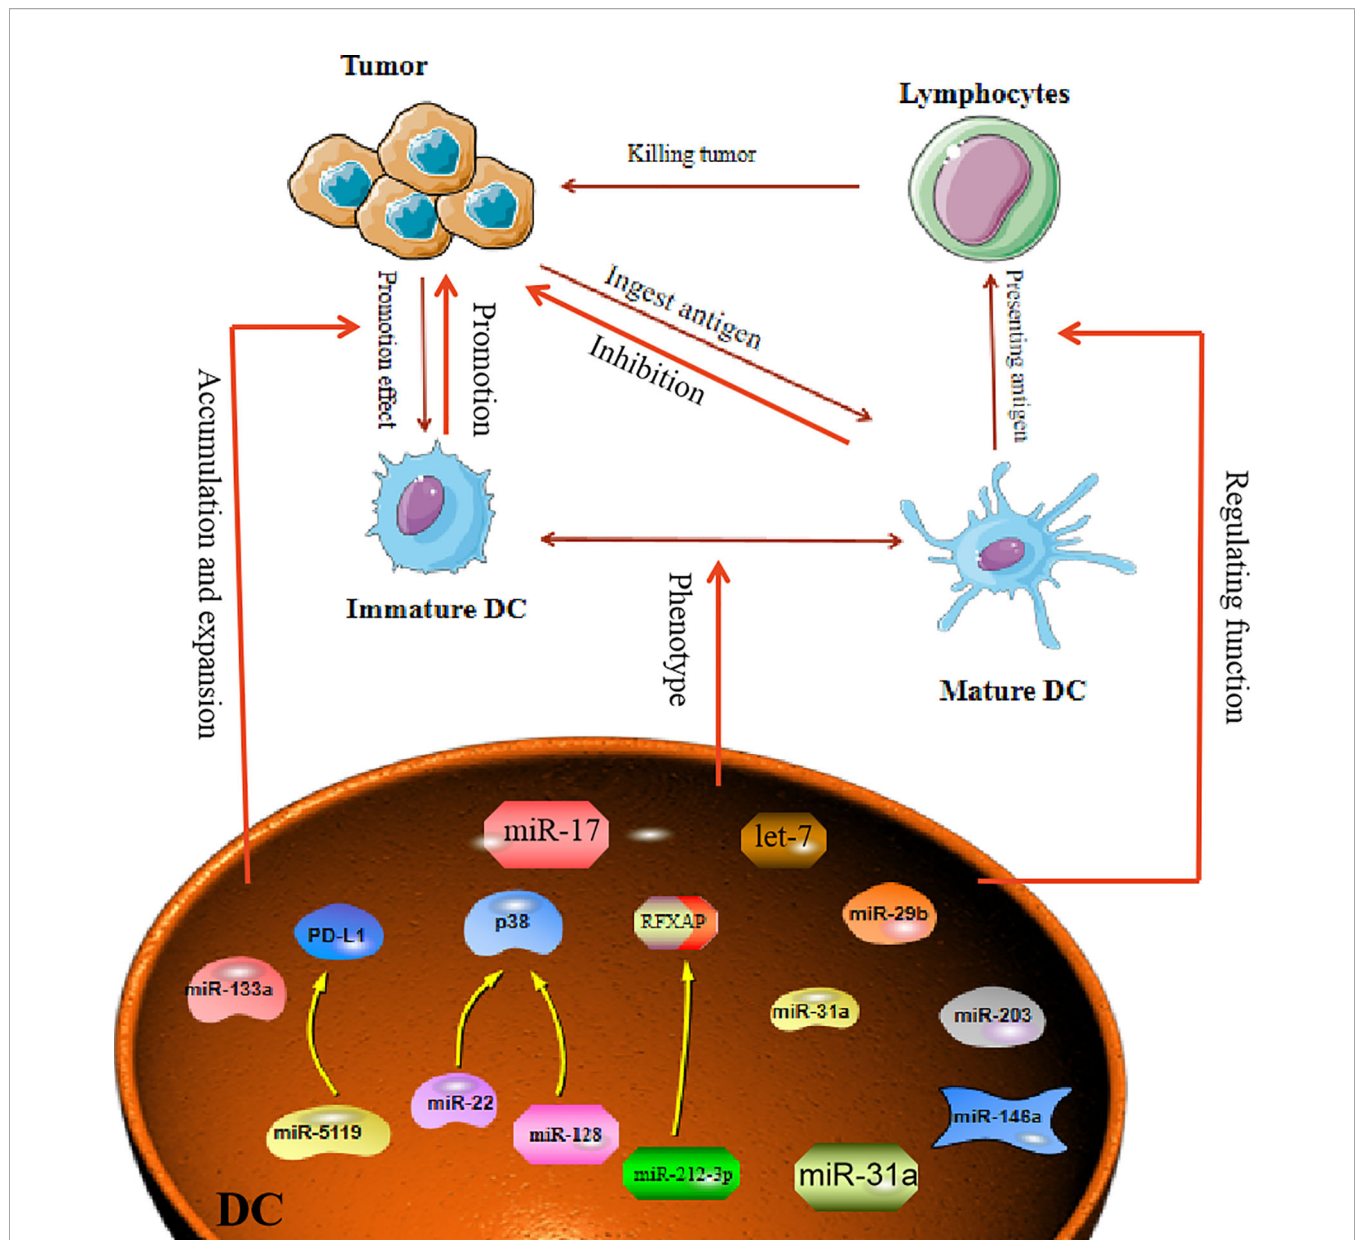 Tumor
Lymphocytes
Killing tumor
Promotion effect
Promotion
Ingest antigen
Inhibition
Presenting antigen
Accumulation and expansion
Regulating function
Immature DC
Phenotype
Mature DC
miR-17
let-7
PD-L1
p38
RFXAP
miR-29b
miR-133a
miR-31a
miR-203
miR-5119
miR-22
miR-128
miR-212-3p
miR-31a
miR-146a
DC